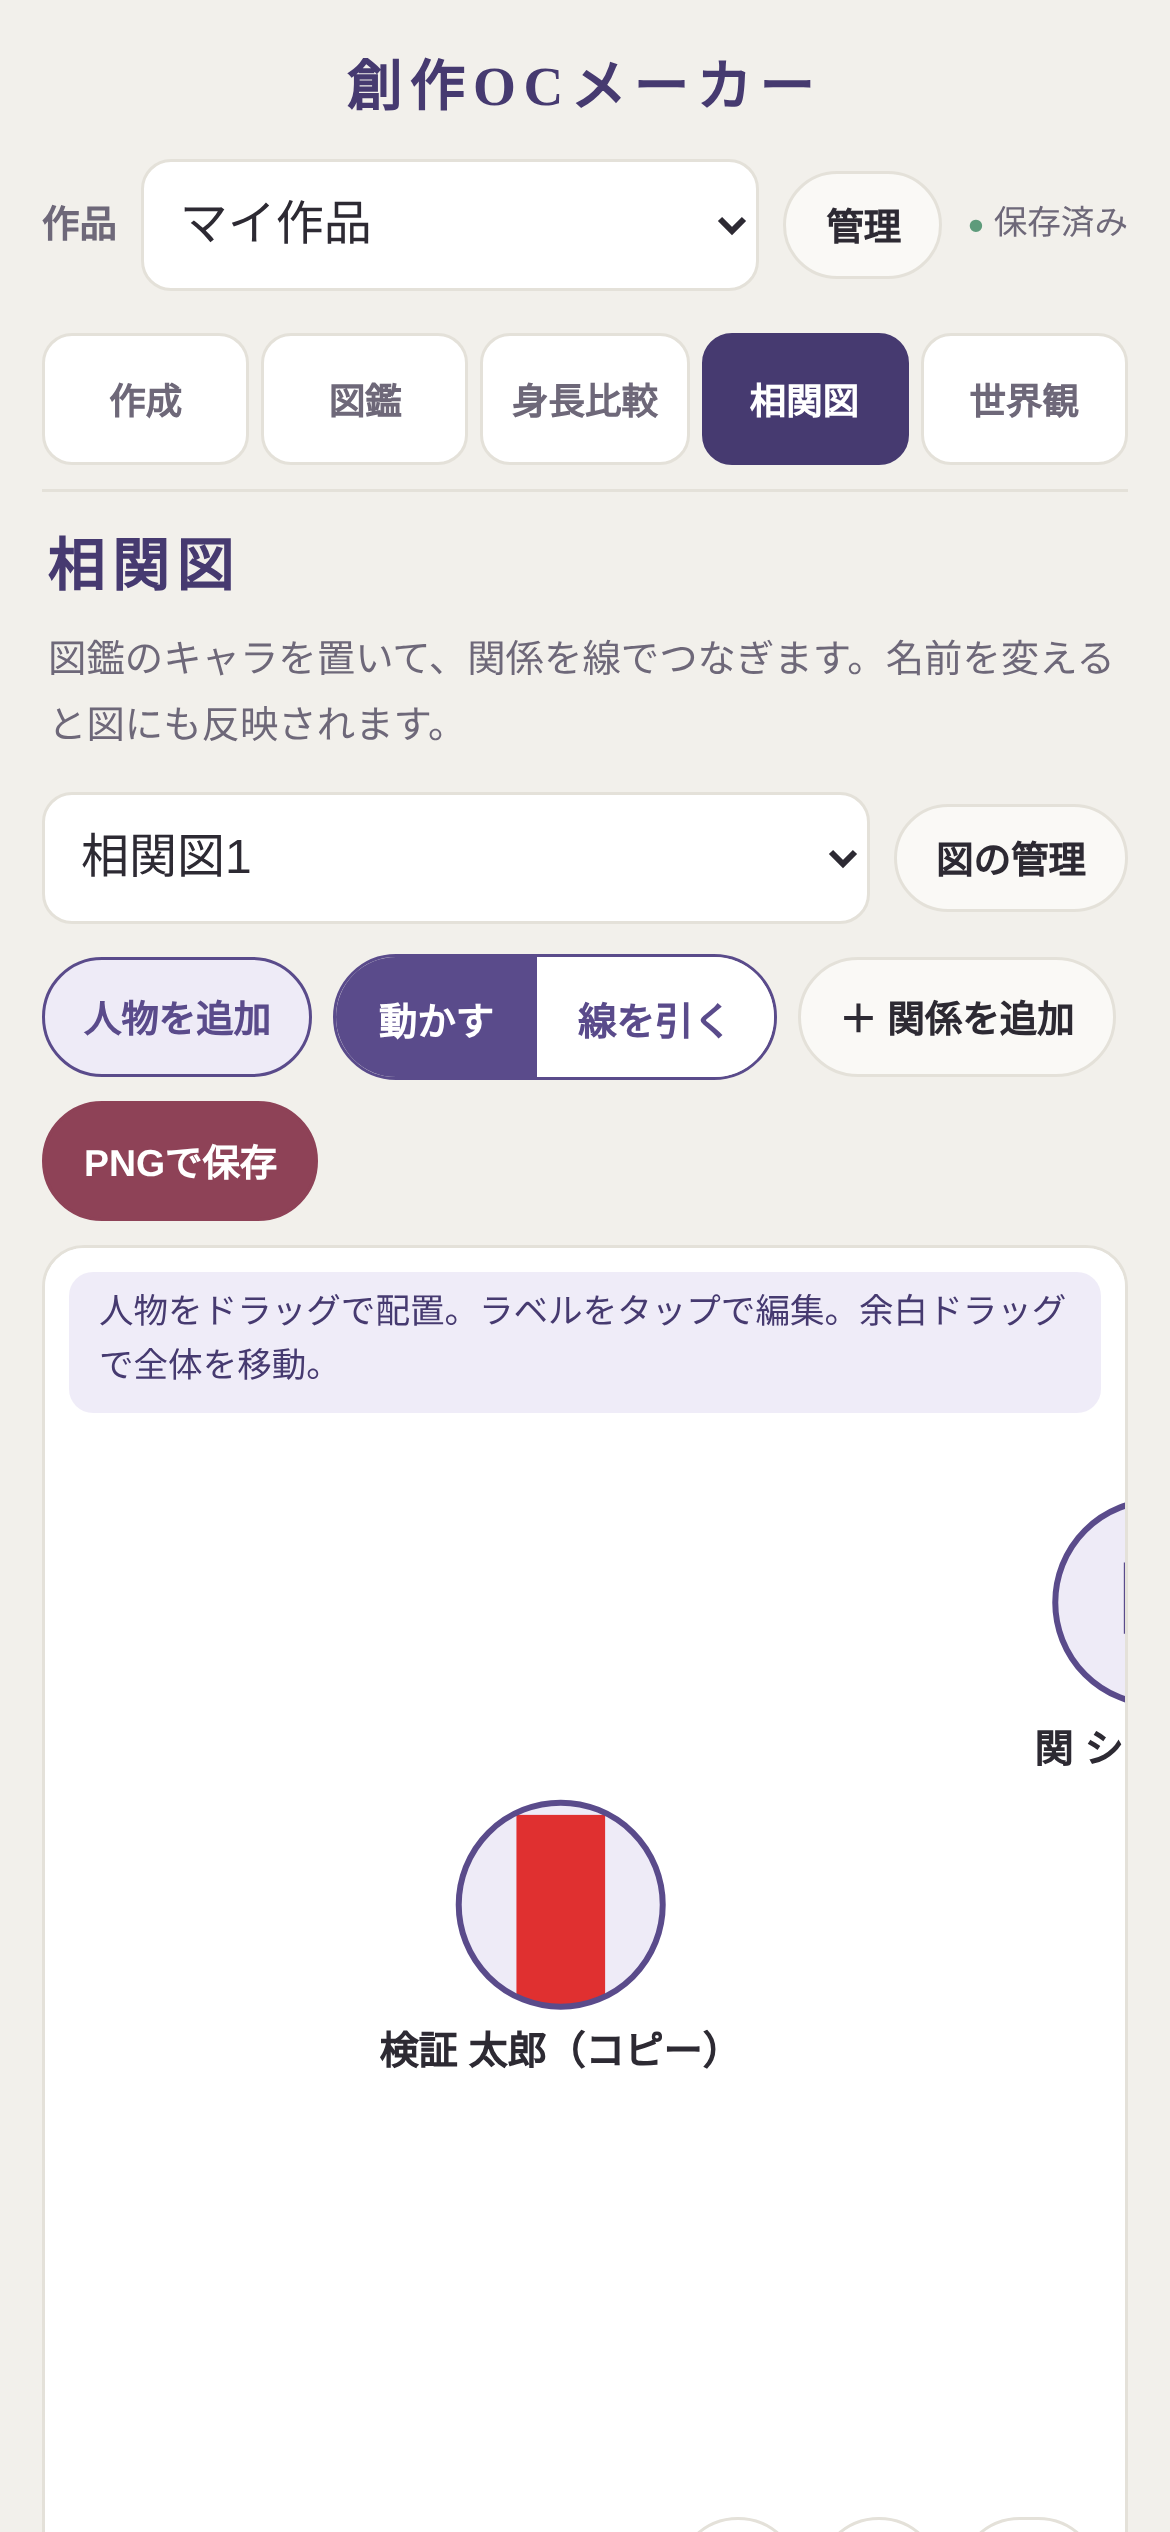 創作OCメーカー
作品
マイ作品
管理
保存済み
作成
図鑑
身長比較
相関図
世界観
相関図
図鑑のキャラを置いて、関係を線でつなぎます。名前を変える
と図にも反映されます。
相関図1
図の管理
人物を追加
動かす
線を引く
＋ 関係を追加
PNGで保存
人物をドラッグで配置。ラベルをタップで編集。余白ドラッグ
で全体を移動。
関 シ
検証 太郎（コピー）